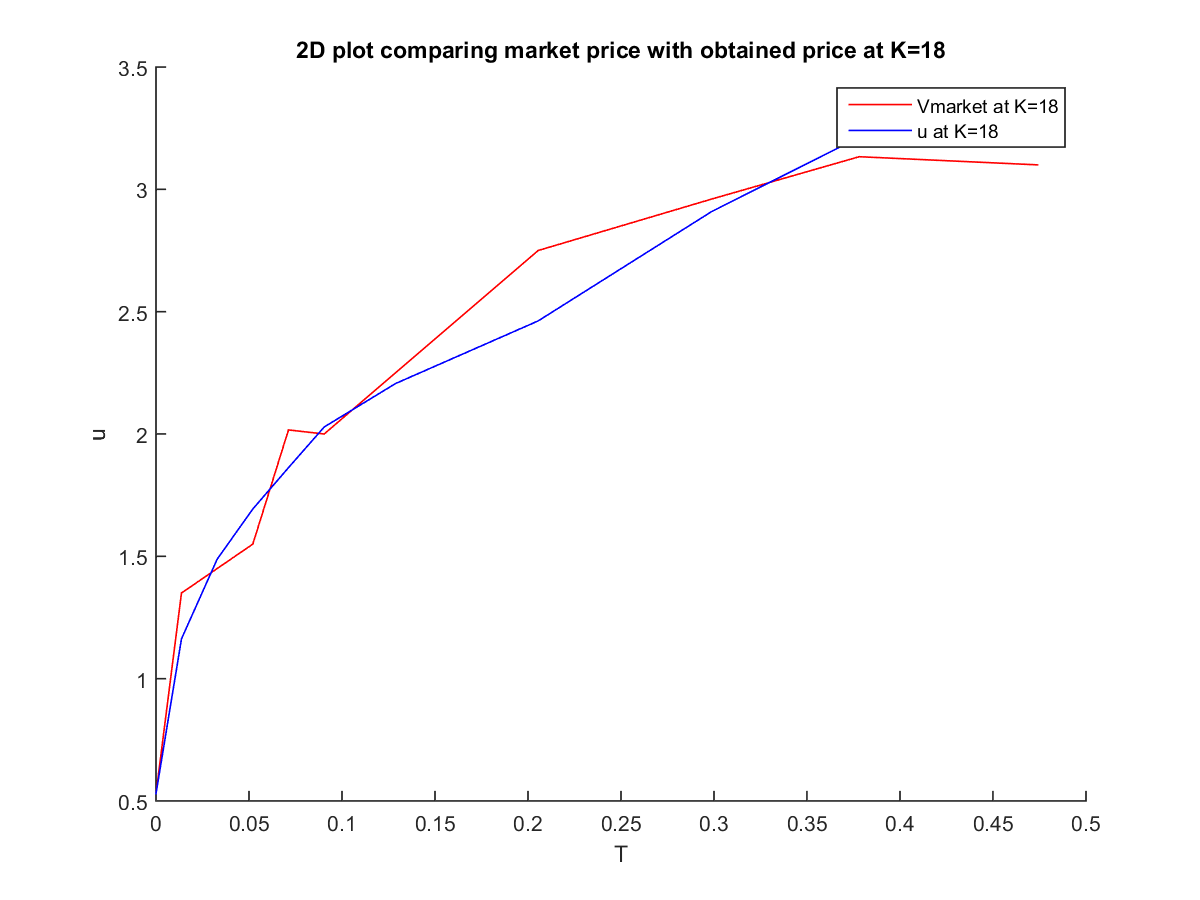 2D plot comparing market price with obtained price at K=18
Vmarket at K=18
u at K=18
3.5
3
2.5
2
1.5
1
0.5
u
0 0.05 0.1 0.15 0.2 0.25 0.3 0.35 0.4 0.45 0.5
T